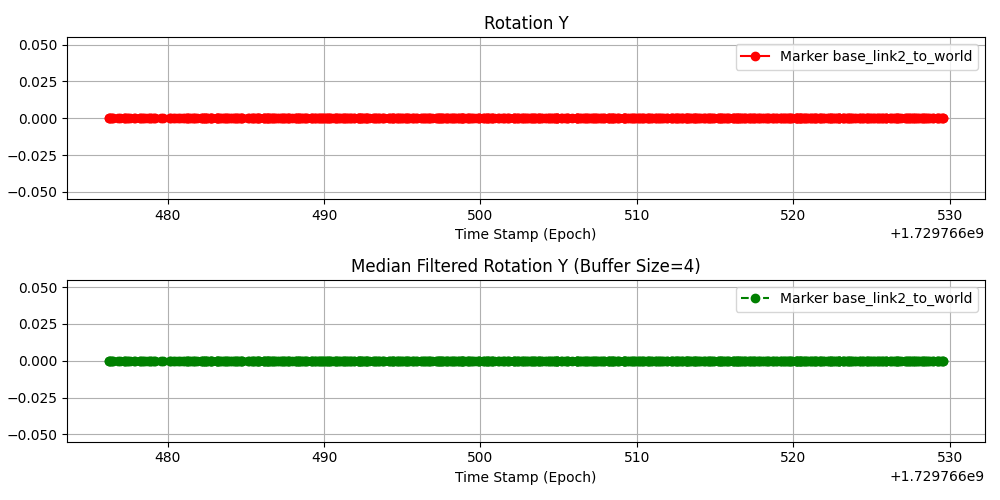 Rotation Y
0.050
0.025
0.000
−0.025
−0.050
Marker base_link2_to_world
480 490 500 510 520 530
Time Stamp (Epoch)
+1.729766e9
Median Filtered Rotation Y (Buffer Size=4)
0.050
0.025
0.000
−0.025
−0.050
Marker base_link2_to_world
480 490 500 510 520 530
Time Stamp (Epoch)
+1.729766e9